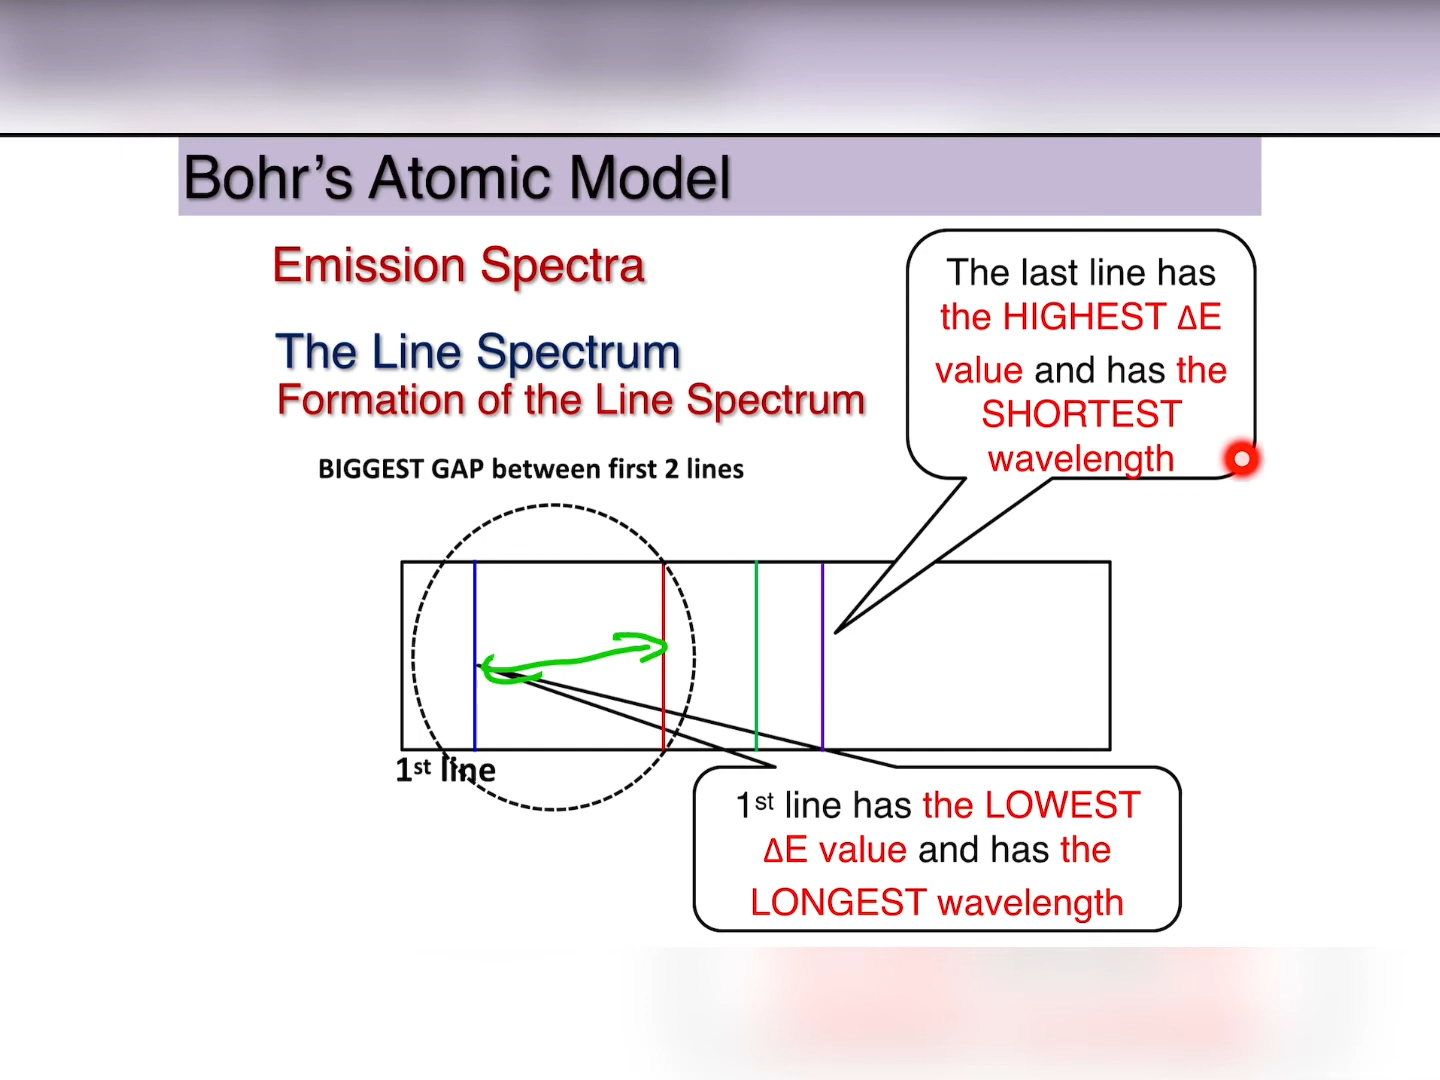 Bohr’s Atomic Model
Emission Spectra
The Line Spectrum
Formation of the Line Spectrum
The last line has
the HIGHEST ΔE
value and has the
SHORTEST
wavelength
BIGGEST GAP between first 2 lines
1st line
1st line has the LOWEST
ΔE value and has the
LONGEST wavelength